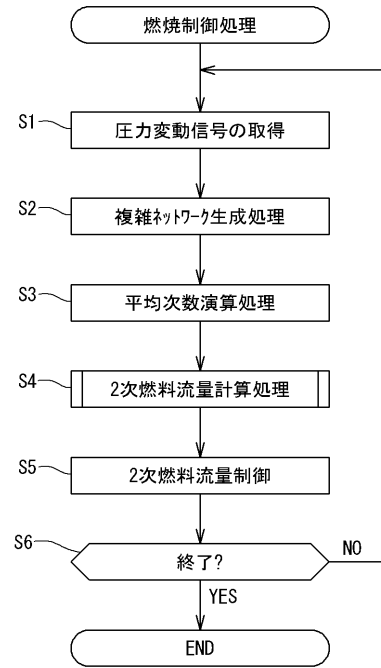 燃焼制御処理
S1
圧力変動信号の取得
S2
複雑ﾈｯﾄﾜｰｸ生成処理
S3
平均次数演算処理
S4
2次燃料流量計算処理
S5
2次燃料流量制御
S6
終了?
NO
YES
END